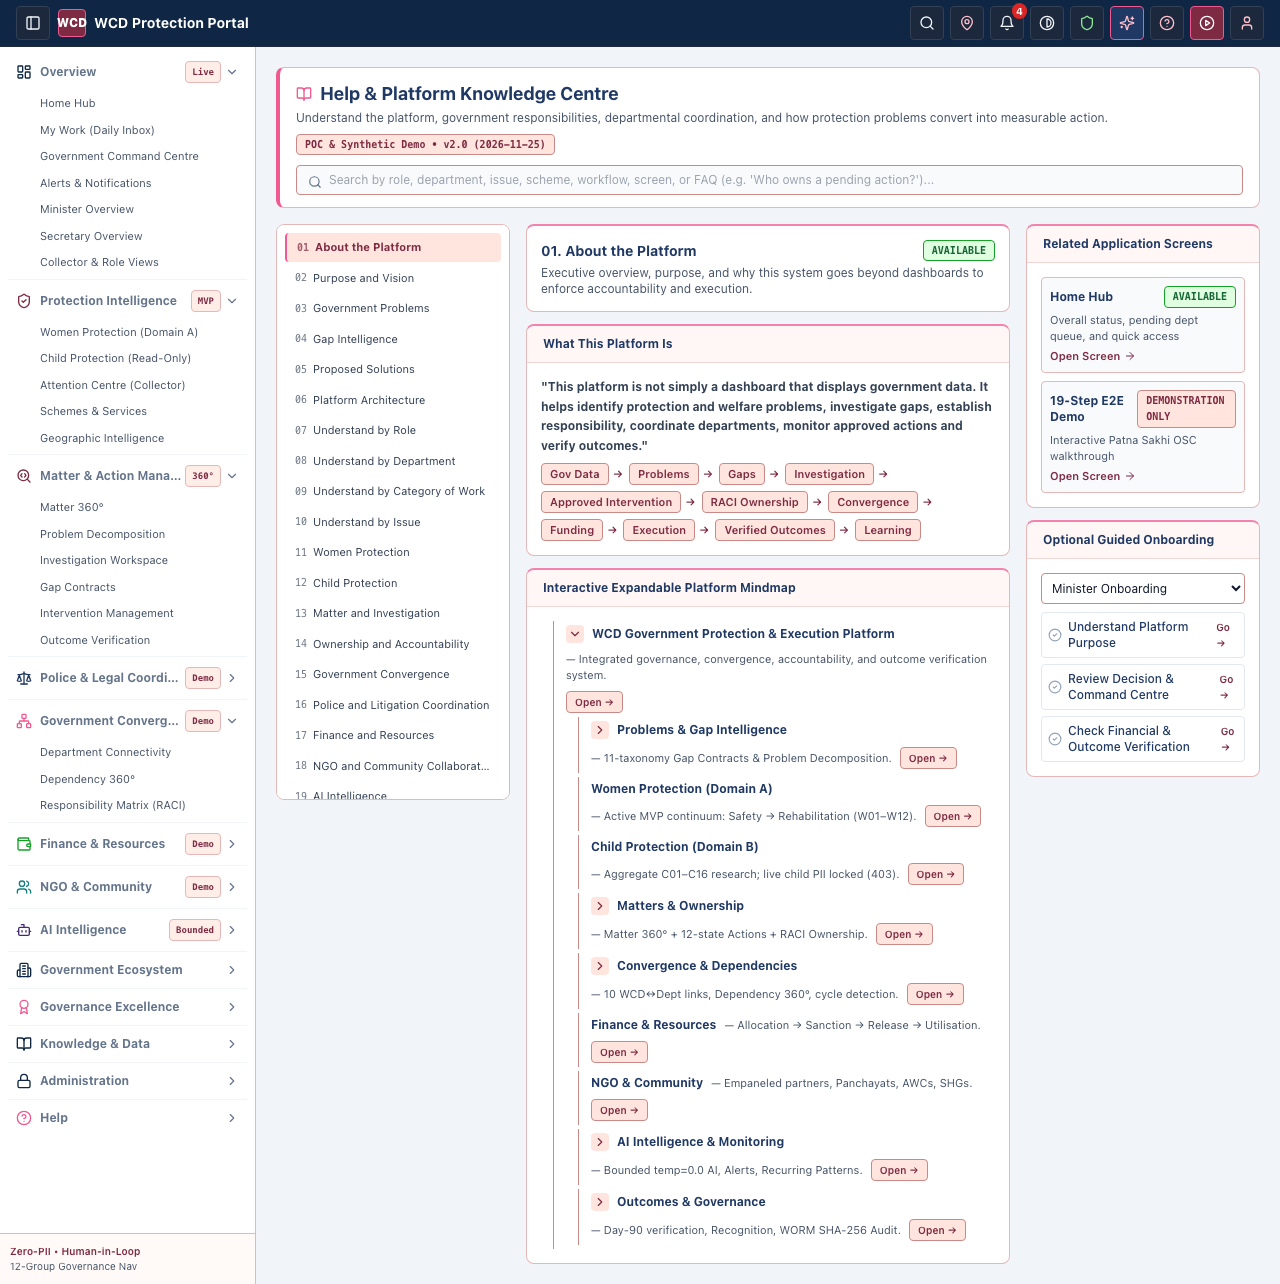 WCD WCD Protection Portal
4
Overview Live
Home Hub
My Work (Daily Inbox)
Government Command Centre
Alerts & Notifications
Minister Overview
Secretary Overview
Collector & Role Views
Protection Intelligence MVP
Women Protection (Domain A)
Child Protection (Read-Only)
Attention Centre (Collector)
Schemes & Services
Geographic Intelligence
Matter & Action Mana... 360°
Matter 360°
Problem Decomposition
Investigation Workspace
Gap Contracts
Intervention Management
Outcome Verification
Police & Legal Coordi... Demo
Government Converg... Demo
Department Connectivity
Dependency 360°
Responsibility Matrix (RACI)
Finance & Resources Demo
NGO & Community Demo
AI Intelligence Bounded
Government Ecosystem
Governance Excellence
Knowledge & Data
Administration
Help
Zero-PII • Human-in-Loop
12-Group Governance Nav
Help & Platform Knowledge Centre
Understand the platform, government responsibilities, departmental coordination, and how protection problems convert into measurable action.
POC & Synthetic Demo • v2.0 (2026-11-25)
Search by role, department, issue, scheme, workflow, screen, or FAQ (e.g. 'Who owns a pending action?')...
01 About the Platform
02 Purpose and Vision
03 Government Problems
04 Gap Intelligence
05 Proposed Solutions
06 Platform Architecture
07 Understand by Role
08 Understand by Department
09 Understand by Category of Work
10 Understand by Issue
11 Women Protection
12 Child Protection
13 Matter and Investigation
14 Ownership and Accountability
15 Government Convergence
16 Police and Litigation Coordination
17 Finance and Resources
18 NGO and Community Collaborat...
19 AI Intelligence
01. About the Platform AVAILABLE
Executive overview, purpose, and why this system goes beyond dashboards to
enforce accountability and execution.
What This Platform Is
"This platform is not simply a dashboard that displays government data. It
helps identify protection and welfare problems, investigate gaps, establish
responsibility, coordinate departments, monitor approved actions and
verify outcomes."
Gov Data → Problems → Gaps → Investigation →
Approved Intervention → RACI Ownership → Convergence →
Funding → Execution → Verified Outcomes → Learning
Interactive Expandable Platform Mindmap
WCD Government Protection & Execution Platform
— Integrated governance, convergence, accountability, and outcome verification
system.
Open →
Problems & Gap Intelligence
— 11-taxonomy Gap Contracts & Problem Decomposition. Open →
Women Protection (Domain A)
— Active MVP continuum: Safety → Rehabilitation (W01–W12). Open →
Child Protection (Domain B)
— Aggregate C01–C16 research; live child PII locked (403). Open →
Matters & Ownership
— Matter 360° + 12-state Actions + RACI Ownership. Open →
Convergence & Dependencies
— 10 WCD↔Dept links, Dependency 360°, cycle detection. Open →
Finance & Resources — Allocation → Sanction → Release → Utilisation.
Open →
NGO & Community — Empaneled partners, Panchayats, AWCs, SHGs.
Open →
AI Intelligence & Monitoring
— Bounded temp=0.0 AI, Alerts, Recurring Patterns. Open →
Outcomes & Governance
— Day-90 verification, Recognition, WORM SHA-256 Audit. Open →
Related Application Screens
Home Hub AVAILABLE
Overall status, pending dept
queue, and quick access
Open Screen →
19-Step E2E
Demo
DEMONSTRATION
ONLY
Interactive Patna Sakhi OSC
walkthrough
Open Screen →
Optional Guided Onboarding
Minister Onboarding
Understand Platform
Purpose
Go
→
Review Decision &
Command Centre
Go
→
Check Financial &
Outcome Verification
Go
→